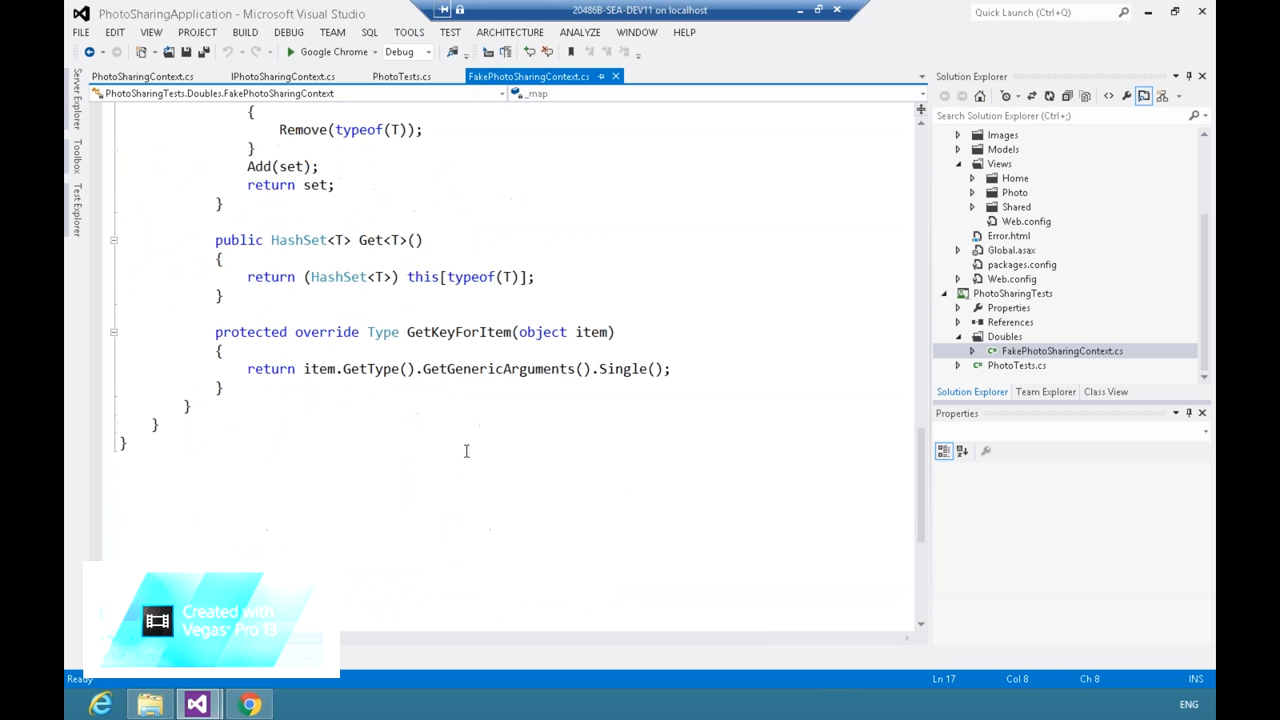 PhotoSharingApplication - Microsoft Visual Studio
20486B-SEA-DEV11 on localhost
Quick Launch (Ctrl+Q)
FILE EDIT VIEW PROJECT BUILD DEBUG TEAM SQL TOOLS TEST ARCHITECTURE ANALYZE WINDOW HELP
Google Chrome Debug
PhotoSharingContext.cs IPhotoSharingContext.cs PhotoTests.cs FakePhotoSharingContext.cs
PhotoSharingTests.Doubles.FakePhotoSharingContext _map
{
Remove(typeof(T));
}
Add(set);
return set;
}
public HashSet<T> Get<T>()
{
return (HashSet<T>) this[typeof(T)];
}
protected override Type GetKeyForItem(object item)
{
return item.GetType().GetGenericArguments().Single();
}
}
}
}
Server Explorer
Toolbox
Test Explorer
Solution Explorer
Search Solution Explorer (Ctrl+;)
Images
Models
Views
Home
Photo
Shared
Web.config
Error.html
Global.asax
packages.config
Web.config
PhotoSharingTests
Properties
References
Doubles
FakePhotoSharingContext.cs
PhotoTests.cs
Solution Explorer Team Explorer Class View
Properties
Created with
Vegas Pro 13
Ready Ln 17 Col 8 Ch 8 INS
ENG